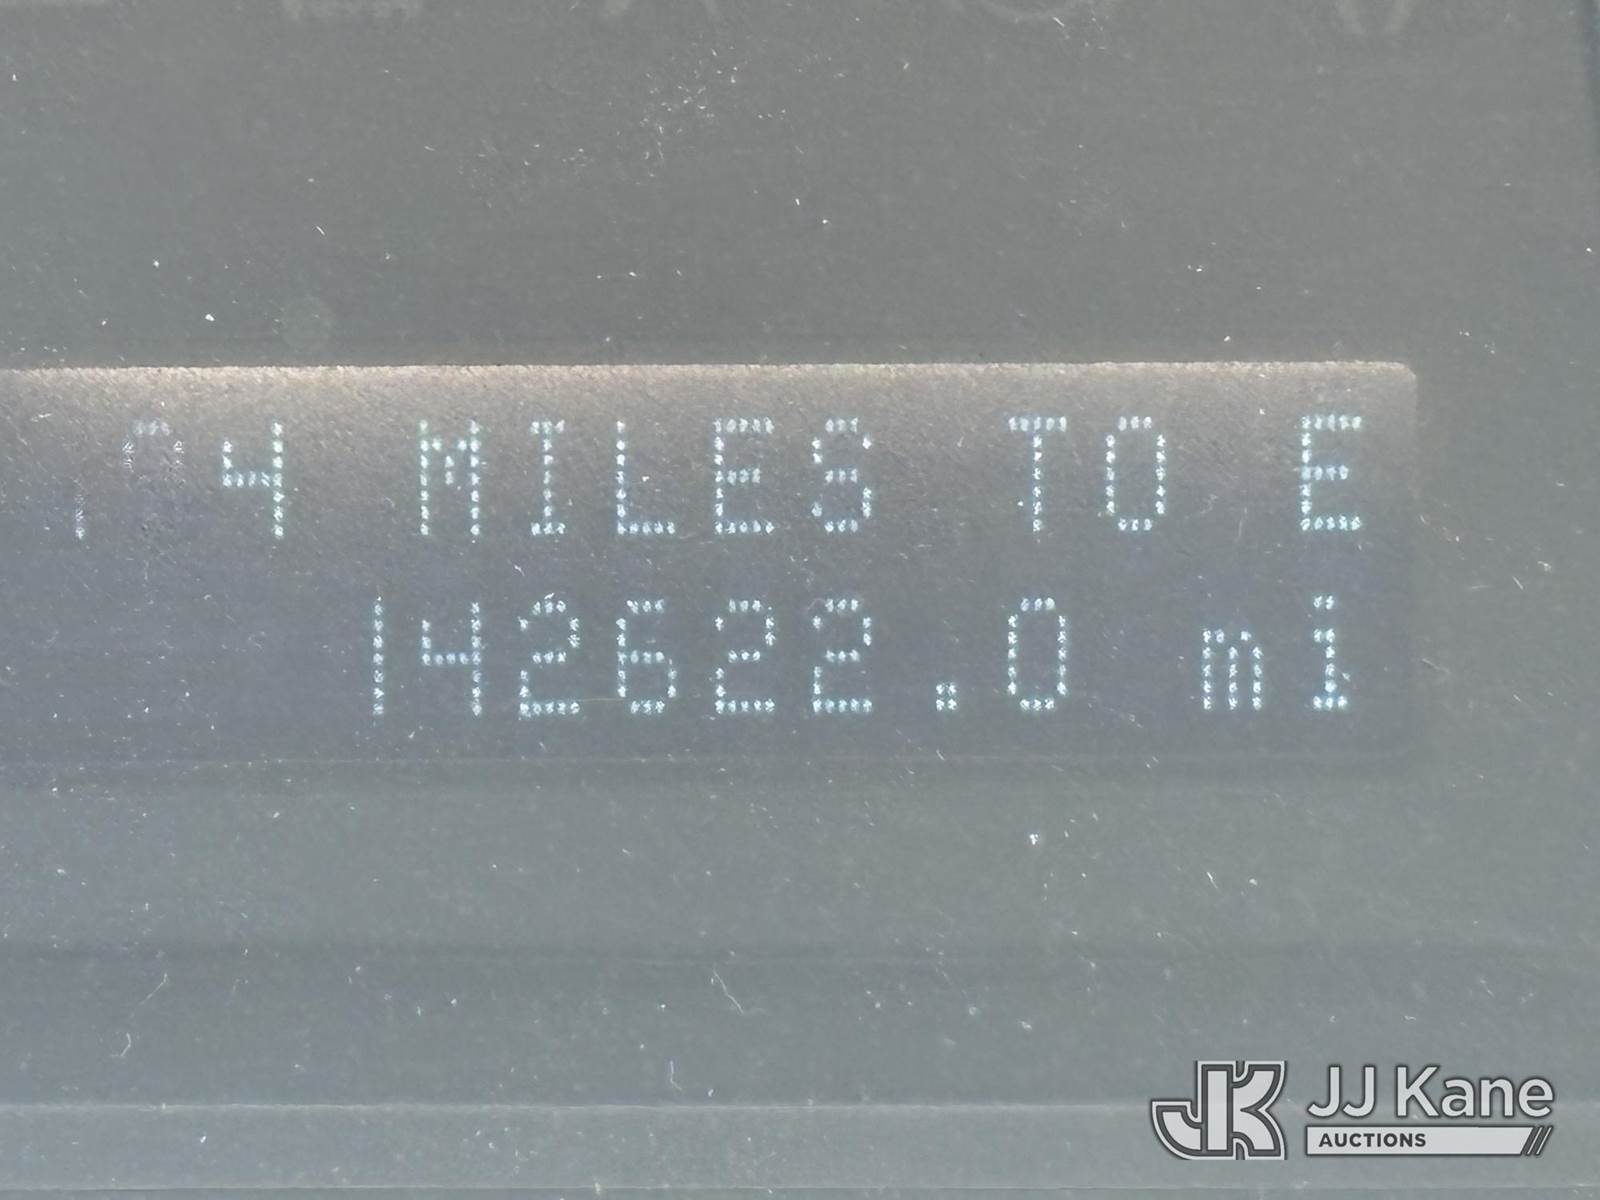 4 MILES TO E
142622.0 mi
JJ Kane
AUCTIONS